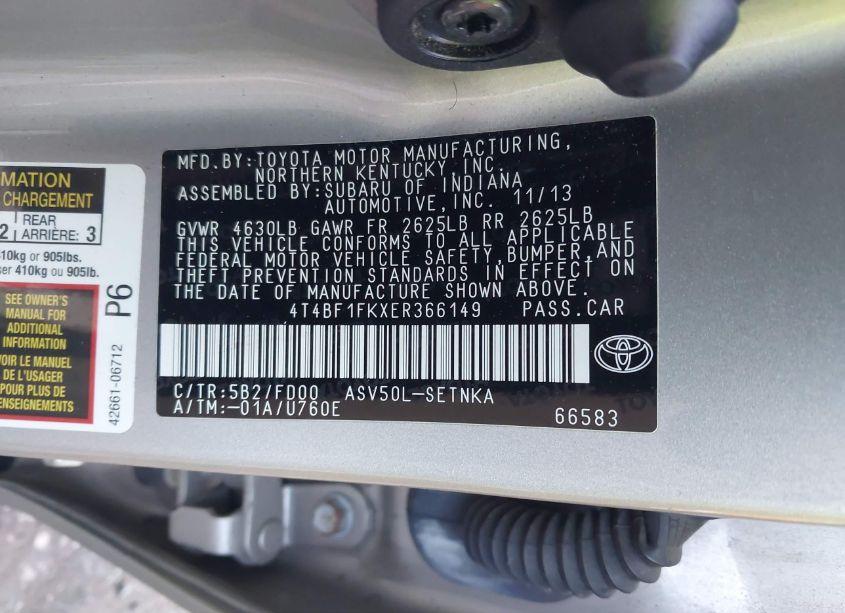 MATION
CHARGEMENT
REAR
2 ARRIÈRE: 3
410kg or 905lbs.
ser 410kg ou 905lb.
SEE OWNER'S
MANUAL FOR
ADDITIONAL
INFORMATION
VOIR LE MANUEL
DE L'USAGER
POUR PLUS DE
RENSEIGNEMENTS
P6
42661-06712
MFD.BY:TOYOTA MOTOR MANUFACTURING,
NORTHERN KENTUCKY, INC.
ASSEMBLED BY:SUBARU OF INDIANA
AUTOMOTIVE,INC. 11/13
GVWR 4630LB GAWR FR 2625LB RR 2625LB
THIS VEHICLE CONFORMS TO ALL APPLICABLE
FEDERAL MOTOR VEHICLE SAFETY,BUMPER,AND
THEFT PREVENTION STANDARDS IN EFFECT ON
THE DATE OF MANUFACTURE SHOWN ABOVE.
4T4BF1FKXER366149 PASS.CAR
C/TR:5B2/FD00 ASV50L-SETNKA
A/TM:-01A/U760E
66583